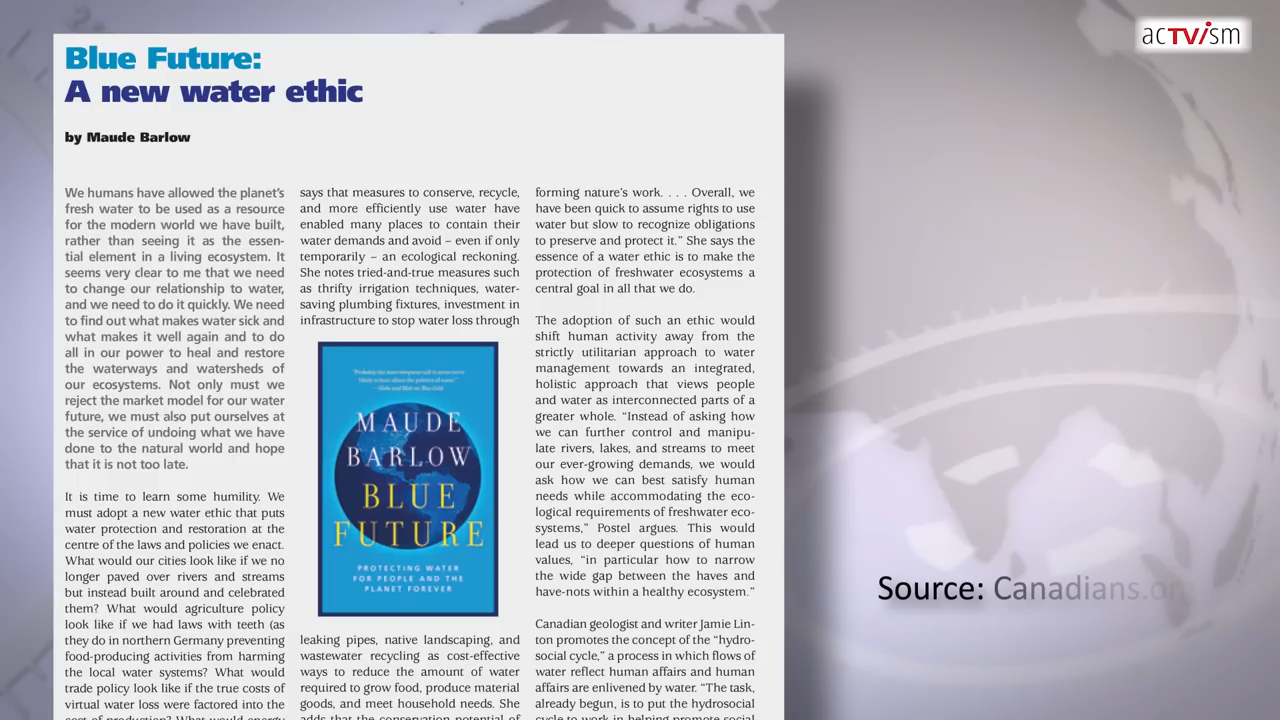 acTVism
Blue Future:
A new water ethic
by Maude Barlow
We humans have allowed the planet's
fresh water to be used as a resource
for the modern world we have built,
rather than seeing it as the essen-
tial element in a living ecosystem. It
seems very clear to me that we need
to change our relationship to water,
and we need to do it quickly. We need
to find out what makes water sick and
what makes it well again and to do
all in our power to heal and restore
the waterways and watersheds of
our ecosystems. Not only must we
reject the market model for our water
future, we must also put ourselves at
the service of undoing what we have
done to the natural world and hope
that it is not too late.
It is time to learn some humility. We
must adopt a new water ethic that puts
water protection and restoration at the
centre of the laws and policies we enact.
What would our cities look like if we no
longer paved over rivers and streams
but instead built around and celebrated
them? What would agriculture policy
look like if we had laws with teeth (as
they do in northern Germany preventing
food-producing activities from harming
the local water systems? What would
trade policy look like if the true costs of
virtual water loss were factored into the
cost of production? What would energy
says that measures to conserve, recycle,
and more efficiently use water have
enabled many places to contain their
water demands and avoid – even if only
temporarily – an ecological reckoning.
She notes tried-and-true measures such
as thrifty irrigation techniques, water-
saving plumbing fixtures, investment in
infrastructure to stop water loss through
MAUDE
BARLOW
BLUE
FUTURE
PROTECTING WATER
FOR PEOPLE AND THE
PLANET FOREVER
leaking pipes, native landscaping, and
wastewater recycling as cost-effective
ways to reduce the amount of water
required to grow food, produce material
goods, and meet household needs. She
adds that the conservation potential of
forming nature's work. . . . Overall, we
have been quick to assume rights to use
water but slow to recognize obligations
to preserve and protect it." She says the
essence of a water ethic is to make the
protection of freshwater ecosystems a
central goal in all that we do.
The adoption of such an ethic would
shift human activity away from the
strictly utilitarian approach to water
management towards an integrated,
holistic approach that views people
and water as interconnected parts of a
greater whole. "Instead of asking how
we can further control and manipu-
late rivers, lakes, and streams to meet
our ever-growing demands, we would
ask how we can best satisfy human
needs while accommodating the eco-
logical requirements of freshwater eco-
systems," Postel argues. This would
lead us to deeper questions of human
values, "in particular how to narrow
the wide gap between the haves and
have-nots within a healthy ecosystem."
Canadian geologist and writer Jamie Lin-
ton promotes the concept of the "hydro-
social cycle," a process in which flows of
water reflect human affairs and human
affairs are enlivened by water. "The task,
already begun, is to put the hydrosocial
cycle to work in helping promote social
Source: Canadians.org